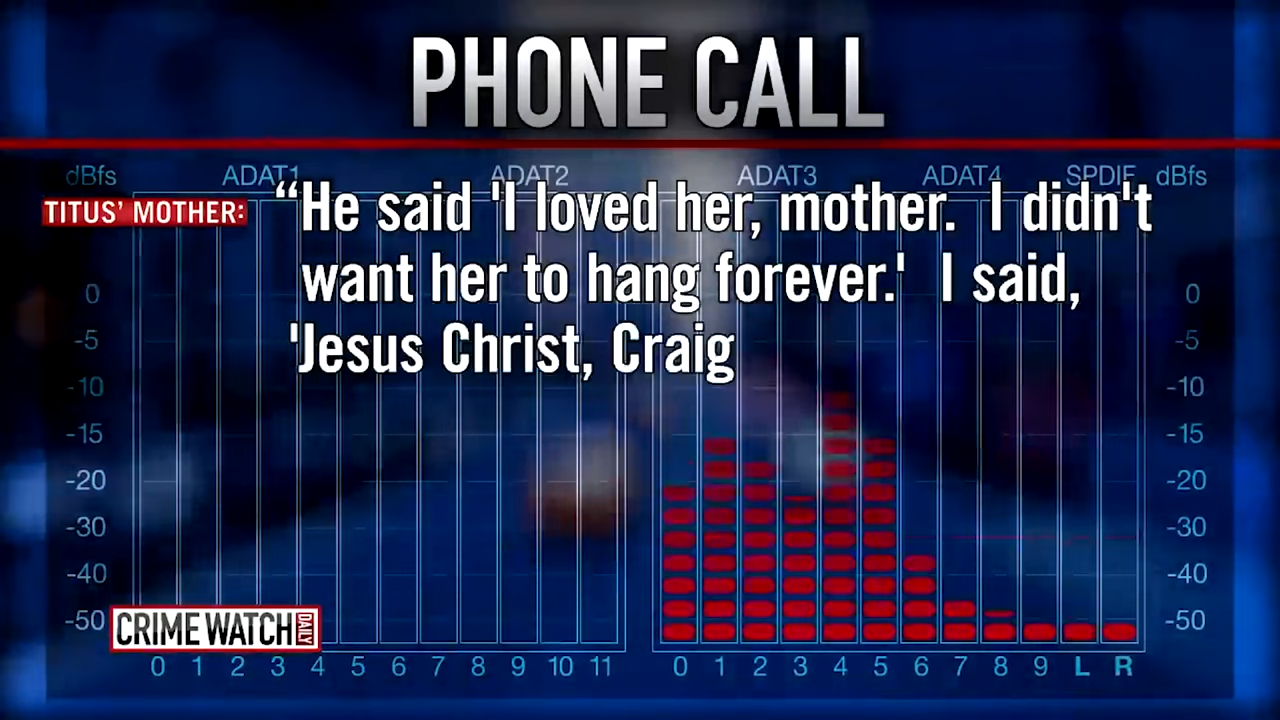 PHONE CALL
dBfs ADAT1 ADAT2 ADAT3 ADAT4 SPDIF dBfs
TITUS' MOTHER: “He said 'I loved her, mother. I didn't
want her to hang forever.' I said,
'Jesus Christ, Craig
0 0
-5 -5
-10 -10
-15 -15
-20 -20
-30 -30
-40 -40
-50 -50
CRIME WATCH DAILY
0 1 2 3 4 5 6 7 8 9 10 11 0 1 2 3 4 5 6 7 8 9 L R